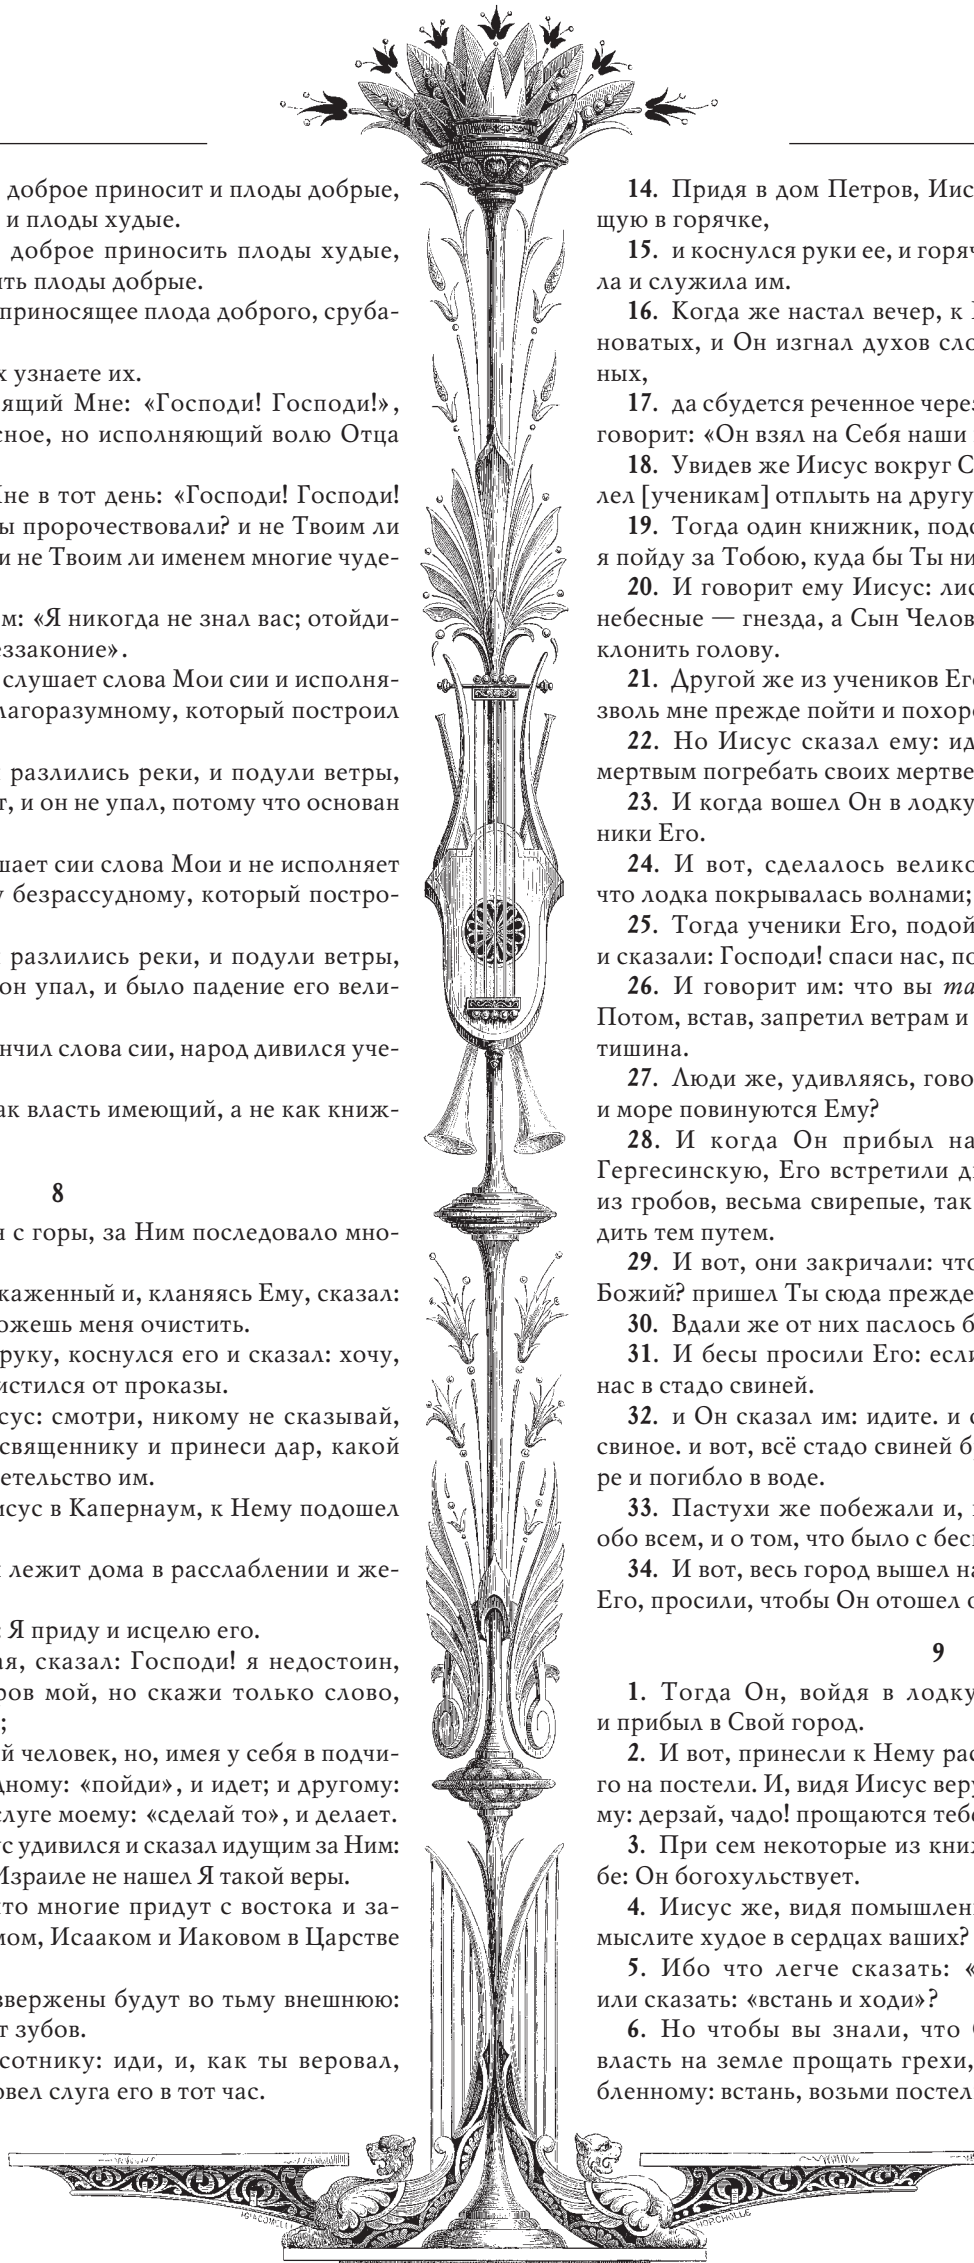 доброе приносит и плоды добрые,
и плоды худые.
доброе приносить плоды худые,
ить плоды добрые.
приносящее плода доброго, сруба-
х узнаете их.
ящий Мне: «Господи! Господи!»,
сное, но исполняющий волю Отца
Мне в тот день: «Господи! Господи!
ы пророчествовали? и не Твоим ли
и не Твоим ли именем многие чуде-
м: «Я никогда не знал вас; отойди-
еззаконие».
слушает слова Мои сии и исполня-
лагоразумному, который построил
разлились реки, и подули ветры,
т, и он не упал, потому что основан
шает сии слова Мои и не исполняет
у безрассудному, который постро-
разлились реки, и подули ветры,
он упал, и было падение его вели-
нчил слова сии, народ дивился уче-
ак власть имеющий, а не как книж-
8
н с горы, за Ним последовало мно-
каженный и, кланяясь Ему, сказал:
ожешь меня очистить.
руку, коснулся его и сказал: хочу,
истился от проказы.
сус: смотри, никому не сказывай,
священнику и принеси дар, какой
етельство им.
исус в Капернаум, к Нему подошел
й лежит дома в расслаблении и же-
: Я приду и исцелю его.
ая, сказал: Господи! я недостоин,
ров мой, но скажи только слово,
;
й человек, но, имея у себя в подчи-
дному: «пойди», и идет; и другому:
слуге моему: «сделай то», и делает.
ус удивился и сказал идущим за Ним:
Израиле не нашел Я такой веры.
что многие придут с востока и за-
мом, Исааком и Иаковом в Царстве
звержены будут во тьму внешнюю:
т зубов.
сотнику: иди, и, как ты веровал,
овел слуга его в тот час.
14. Придя в дом Петров, Иис
щую в горячке,
15. и коснулся руки ее, и горяч
ла и служила им.
16. Когда же настал вечер, к
новатых, и Он изгнал духов сло
ных,
17. да сбудется реченное через
говорит: «Он взял на Себя наши
18. Увидев же Иисус вокруг С
лел [ученикам] отплыть на другу
19. Тогда один книжник, подо
я пойду за Тобою, куда бы Ты ни
20. И говорит ему Иисус: лис
небесные — гнезда, а Сын Челов
клонить голову.
21. Другой же из учеников Его
зволь мне прежде пойти и похоро
22. Но Иисус сказал ему: ид
мертвым погребать своих мертве
23. И когда вошел Он в лодку
ники Его.
24. И вот, сделалось велико
что лодка покрывалась волнами;
25. Тогда ученики Его, подой
и сказали: Господи! спаси нас, по
26. И говорит им: что вы та
Потом, встав, запретил ветрам и
тишина.
27. Люди же, удивляясь, гово
и море повинуются Ему?
28. И когда Он прибыл на
Гергесинскую, Его встретили д
из гробов, весьма свирепые, так
дить тем путем.
29. И вот, они закричали: что
Божий? пришел Ты сюда прежде
30. Вдали же от них паслось б
31. И бесы просили Его: если
нас в стадо свиней.
32. и Он сказал им: идите. и о
свиное. и вот, всё стадо свиней б
ре и погибло в воде.
33. Пастухи же побежали и,
обо всем, и о том, что было с бес
34. И вот, весь город вышел на
Его, просили, чтобы Он отошел о
9
1. Тогда Он, войдя в лодку
и прибыл в Свой город.
2. И вот, принесли к Нему рас
го на постели. И, видя Иисус веру
му: дерзай, чадо! прощаются тебе
3. При сем некоторые из книж
бе: Он богохульствует.
4. Иисус же, видя помышлени
мыслите худое в сердцах ваших?
5. Ибо что легче сказать: «
или сказать: «встань и ходи»?
6. Но чтобы вы знали, что
власть на земле прощать грехи,
бленному: встань, возьми постел